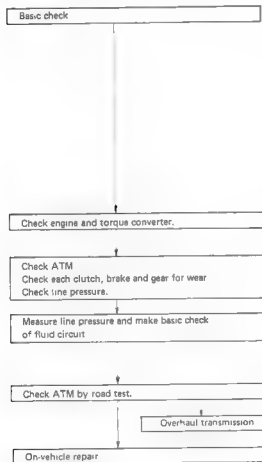 Basic check
Check engine and torque converter.
Check ATM
Check each clutch, brake and gear for wear
Check line pressure.
Measure line pressure and make basic check
of fluid circuit
Check ATM by road test.
Overhaul transmission
On-vehicle repair